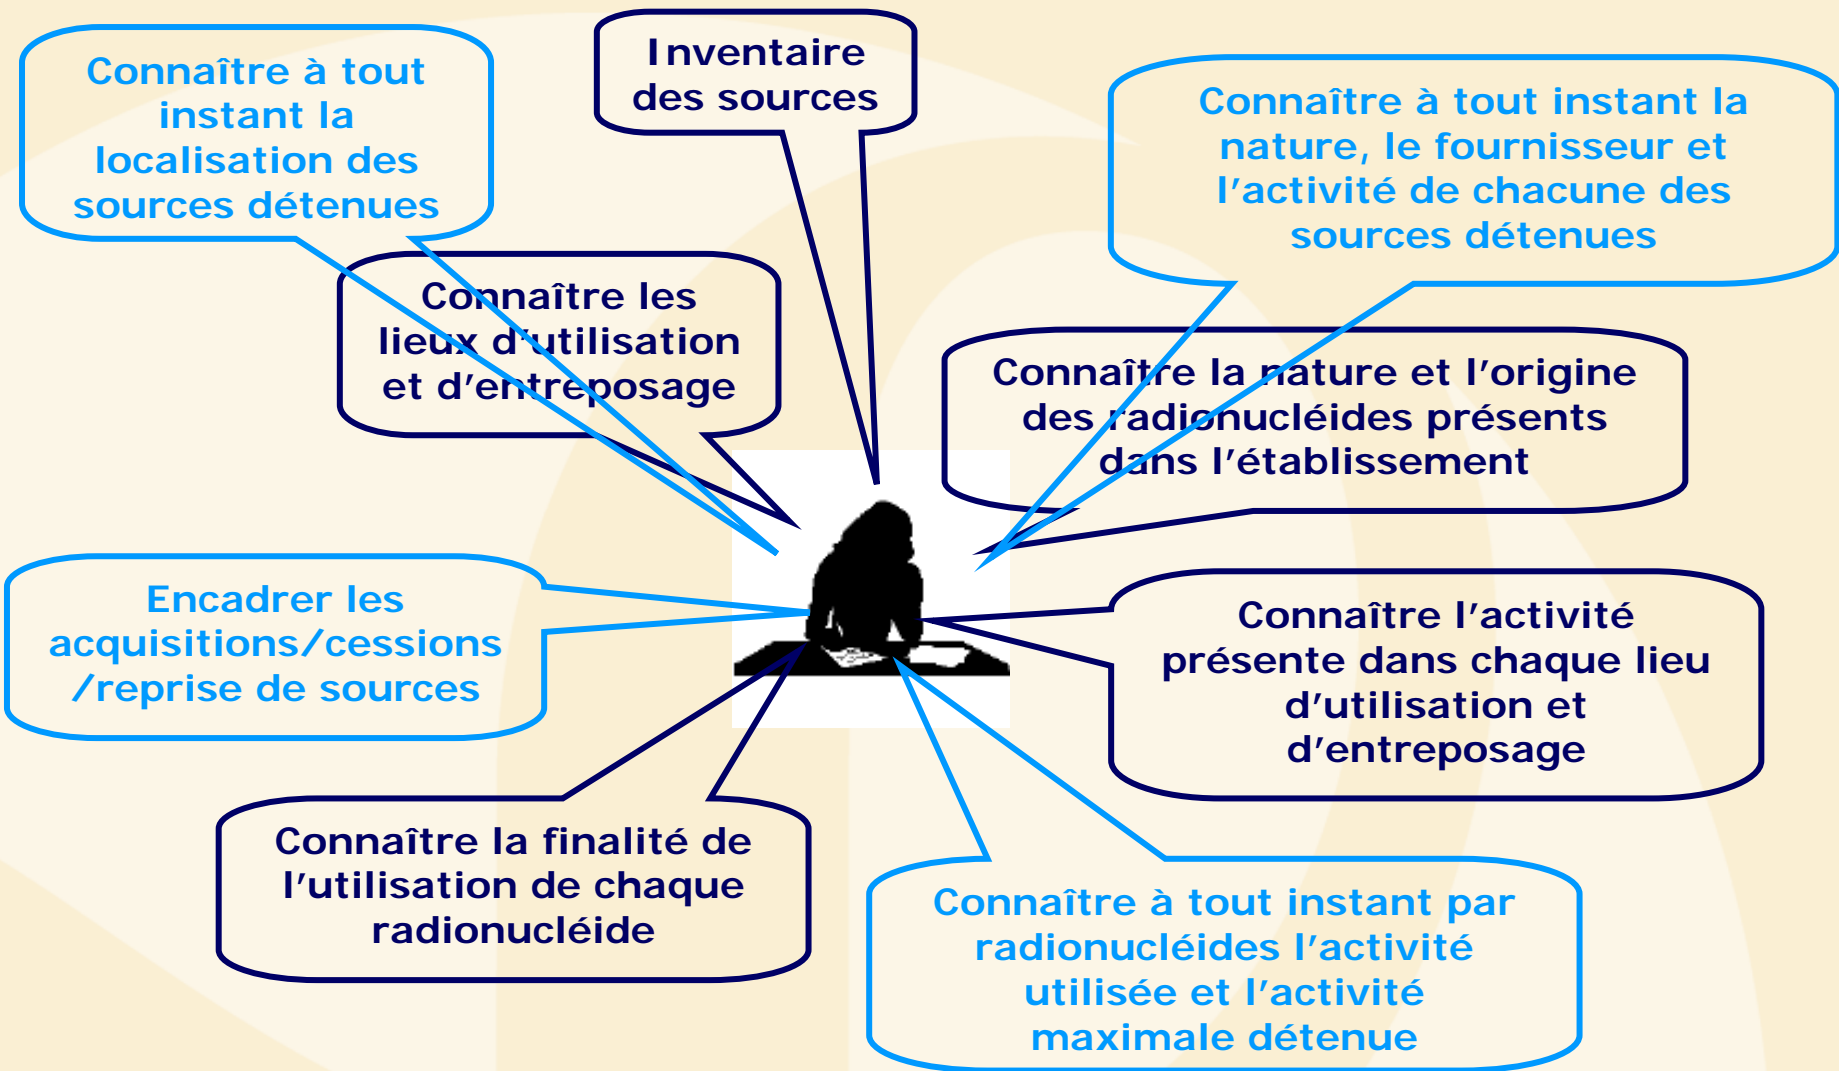 Inventaire
des sources
Connaître à tout
instant la
localisation des
sources détenues
Connaître à tout instant la
nature, le fournisseur et
l'activité de chacune des
sources détenues
Connaître les
lieux d'utilisation
et d'entreposage
Connaître la nature et l'origine
des radionucléides présents
dans l'établissement
Encadrer les
acquisitions/cessions
/reprise de sources
Connaître l'activité
présente dans chaque lieu
d'utilisation et
d'entreposage
Connaître la finalité de
l'utilisation de chaque
radionucléide
Connaître à tout instant par
radionucléides l'activité
utilisée et l'activité
maximale détenue